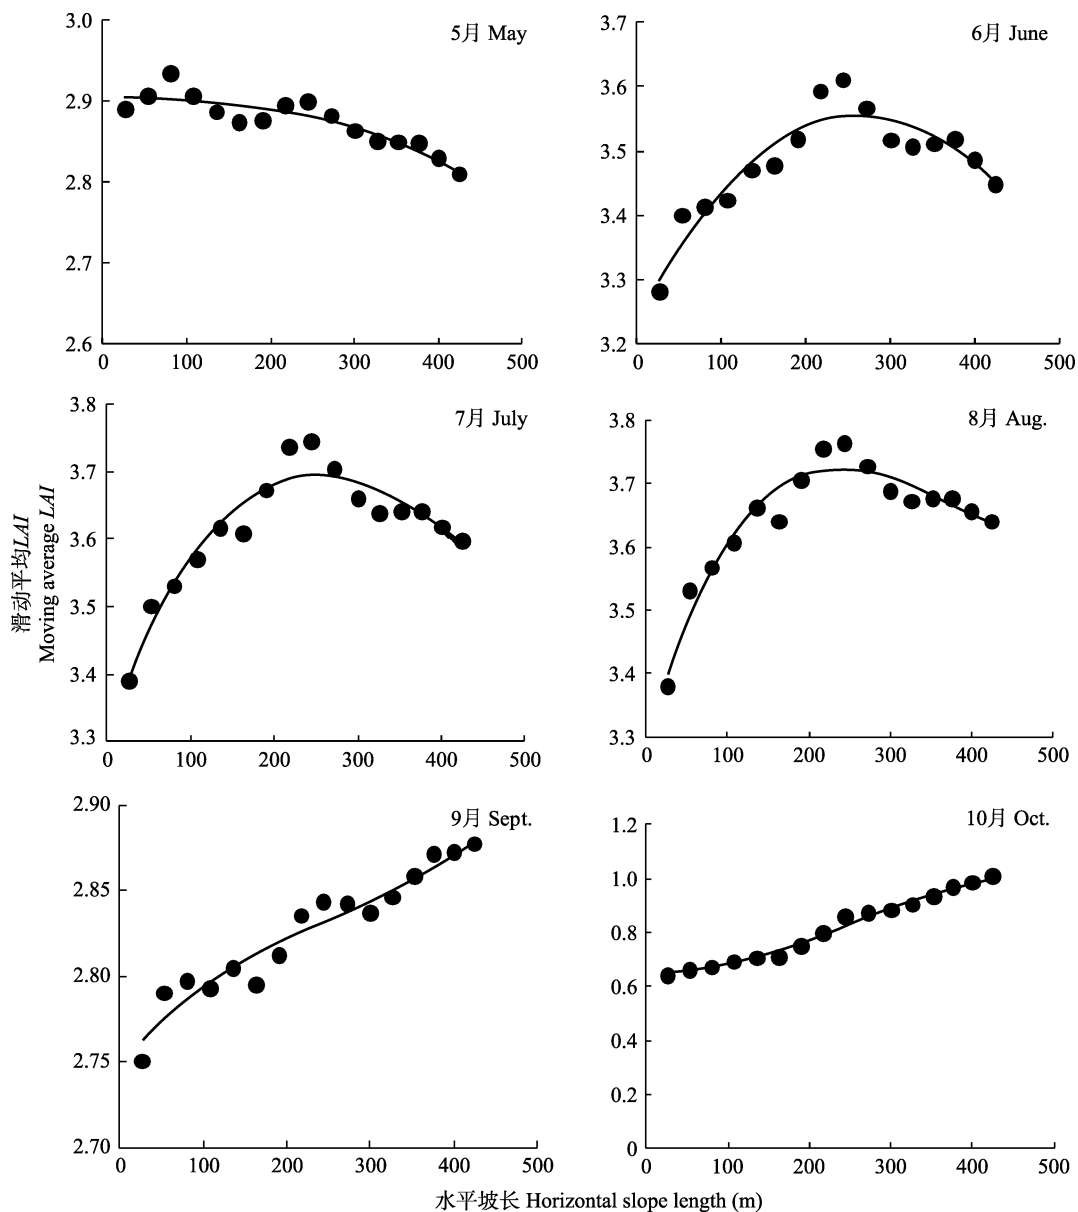 5月 May
3.0
2.9
2.8
2.7
2.6
0 100 200 300 400 500
6月 June
3.7
3.6
3.5
3.4
3.3
3.2
0 100 200 300 400 500
7月 July
3.8
3.7
3.6
3.5
3.4
3.3
0 100 200 300 400 500
8月 Aug.
3.8
3.7
3.6
3.5
3.4
3.3
0 100 200 300 400 500
滑动平均LAI
Moving average LAI
9月 Sept.
2.90
2.85
2.80
2.75
2.70
0 100 200 300 400 500
10月 Oct.
1.2
1.0
0.8
0.6
0.4
0.2
0
0 100 200 300 400 500
水平坡长 Horizontal slope length (m)